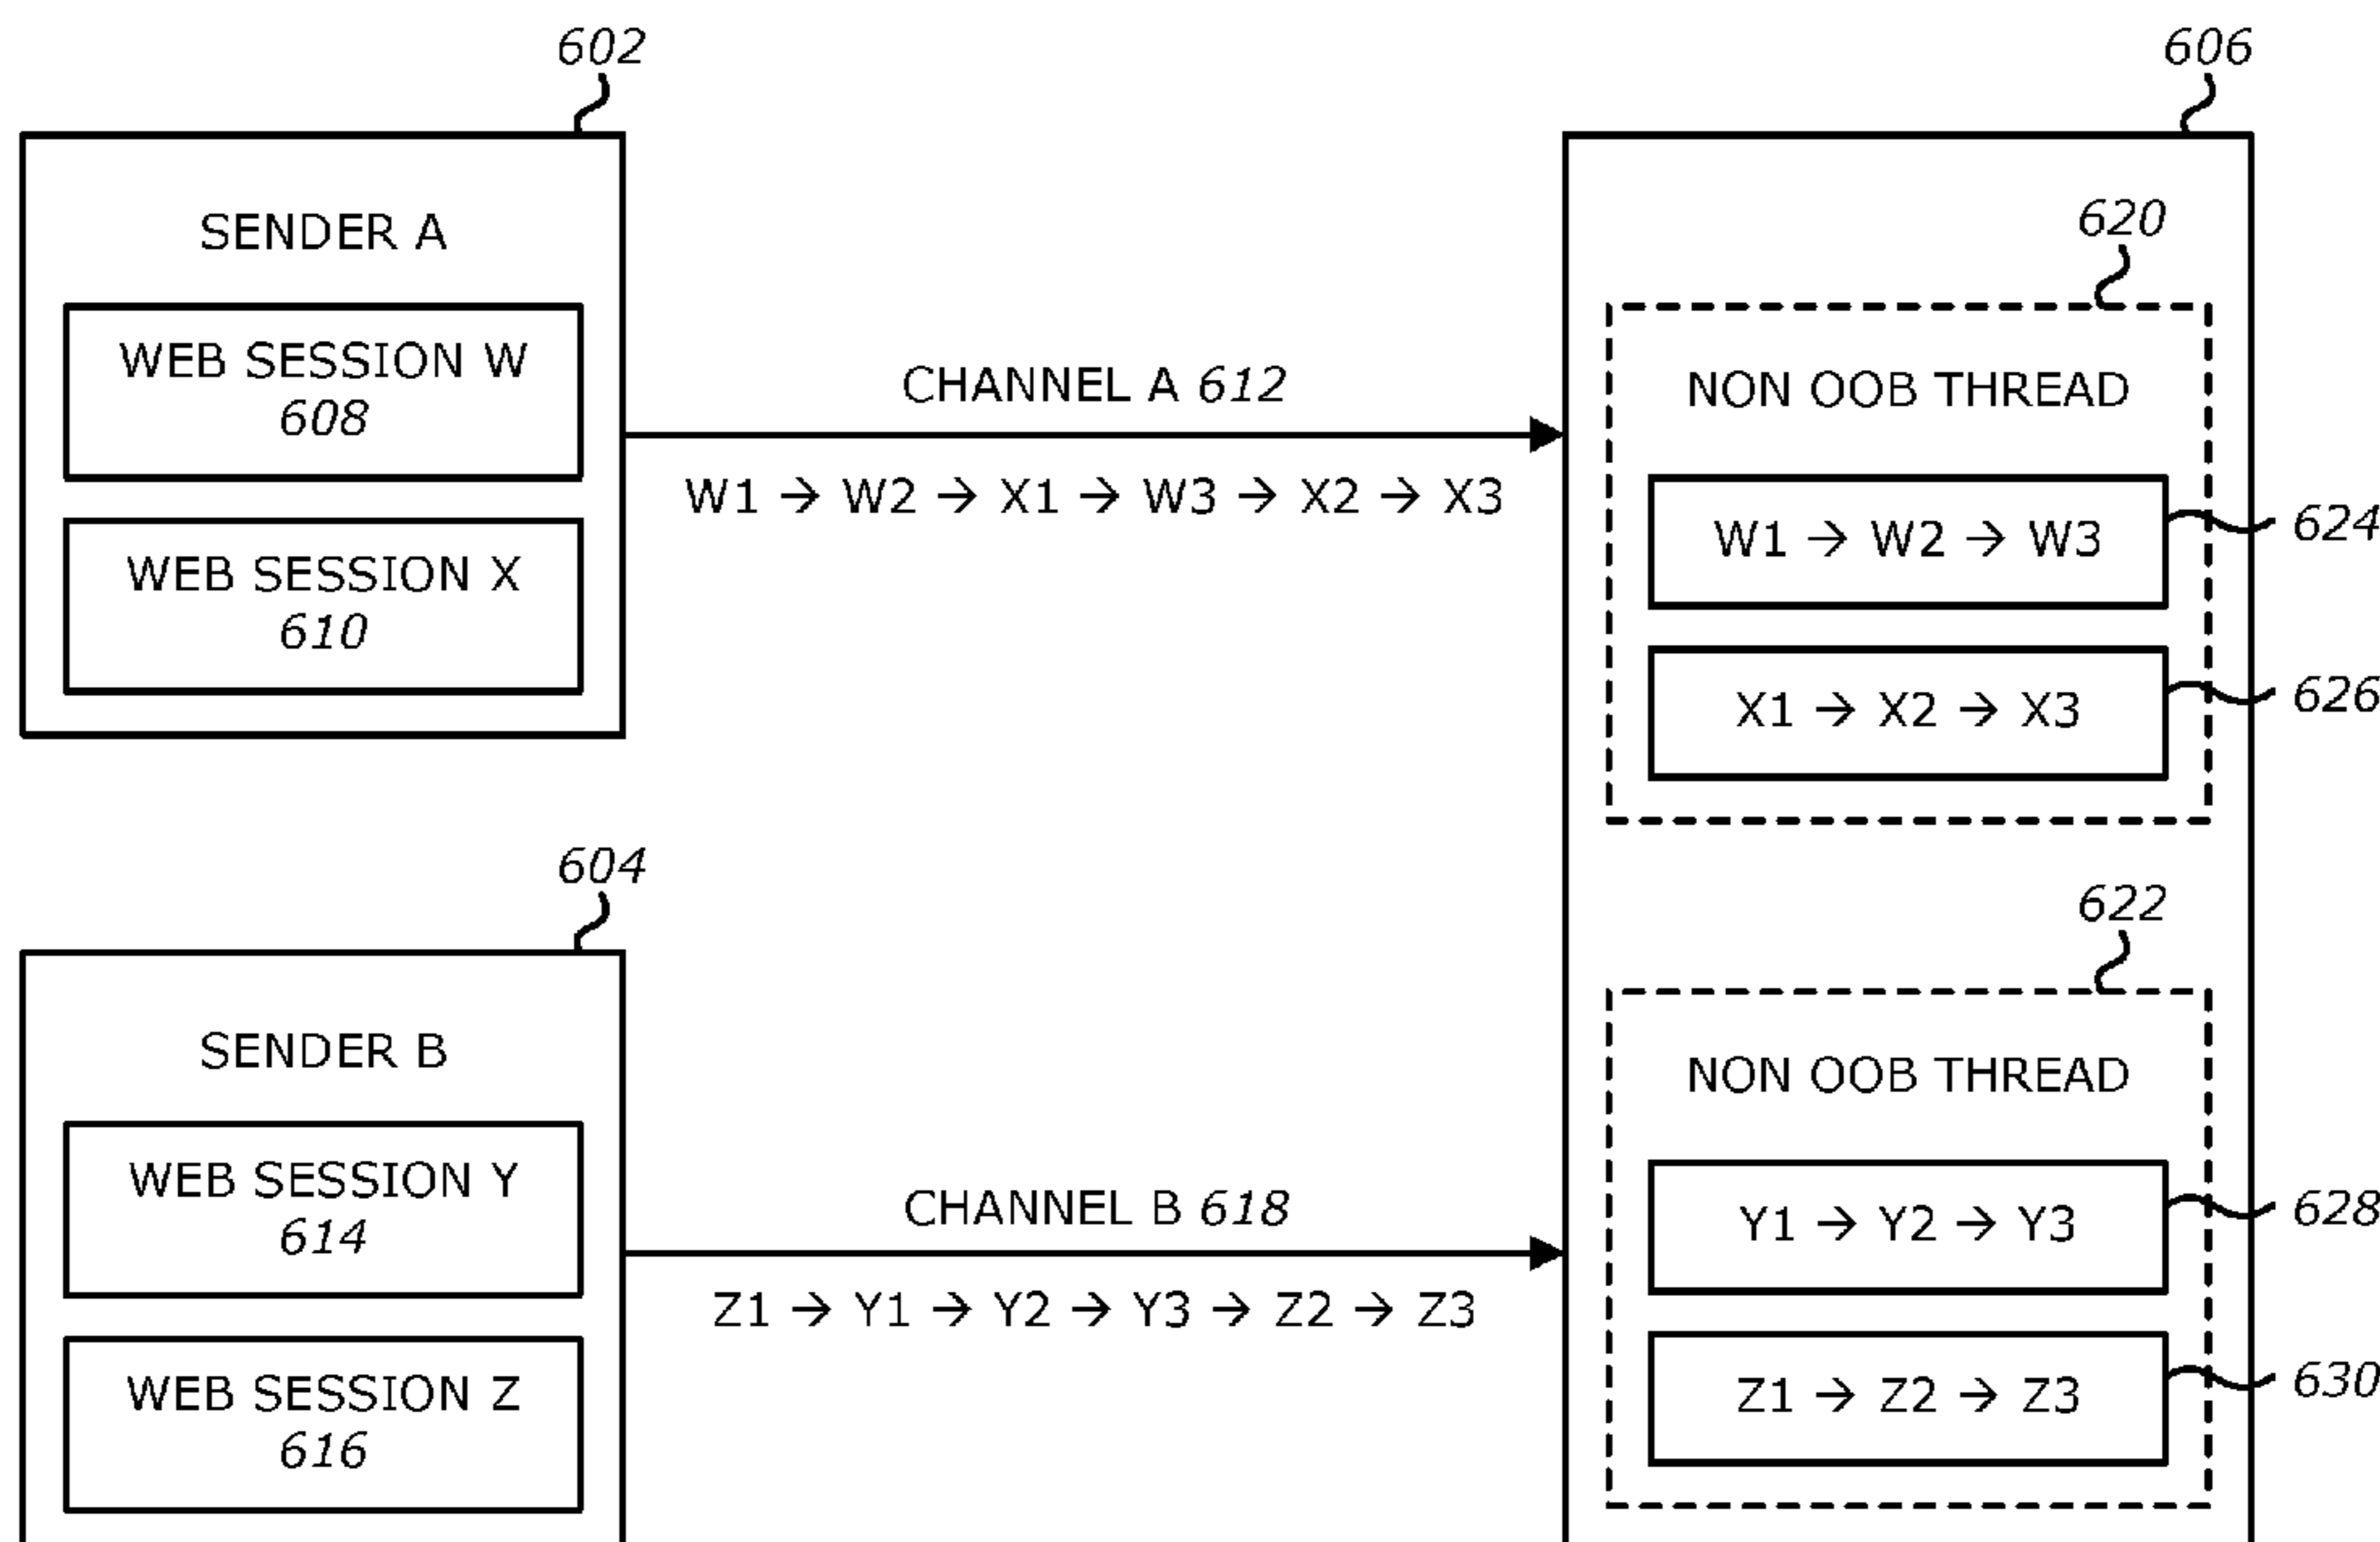 602
SENDER A
WEB SESSION W
608
WEB SESSION X
610
CHANNEL A 612
W1 → W2 → X1 → W3 → X2 → X3
606
620
NON OOB THREAD
W1 → W2 → W3
624
X1 → X2 → X3
626
604
SENDER B
WEB SESSION Y
614
WEB SESSION Z
616
CHANNEL B 618
Z1 → Y1 → Y2 → Y3 → Z2 → Z3
622
NON OOB THREAD
Y1 → Y2 → Y3
628
Z1 → Z2 → Z3
630